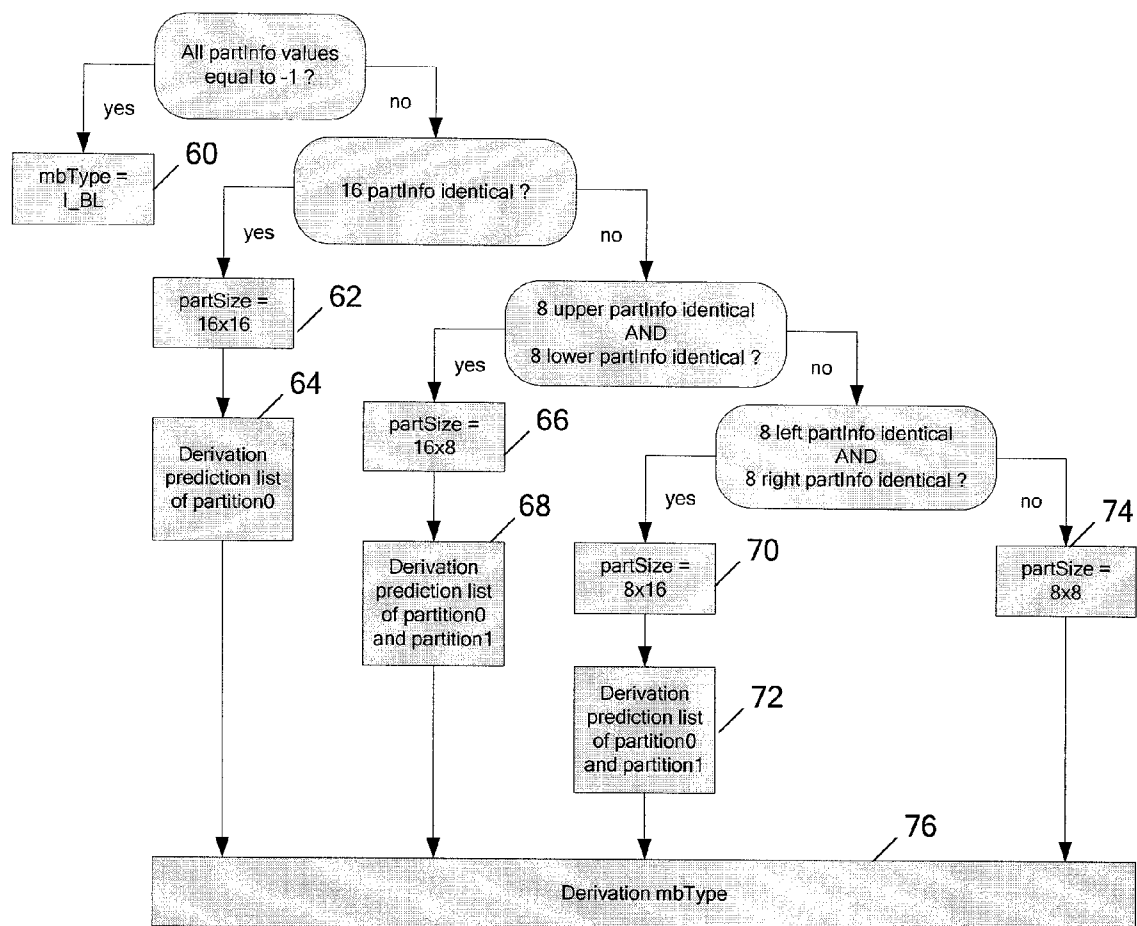 All partInfo values
equal to -1 ?
yes
no
mbType =
I_BL
60
16 partInfo identical ?
yes
no
partSize =
16x16
62
8 upper partInfo identical
AND
8 lower partInfo identical ?
yes
no
64
Derivation
prediction list
of partition0
partSize =
16x8
66
8 left partInfo identical
AND
8 right partInfo identical ?
yes
no
68
Derivation
prediction list
of partition0
and partition1
partSize =
8x16
70
74
partSize =
8x8
Derivation
prediction list
of partition0
and partition1
72
76
Derivation mbType